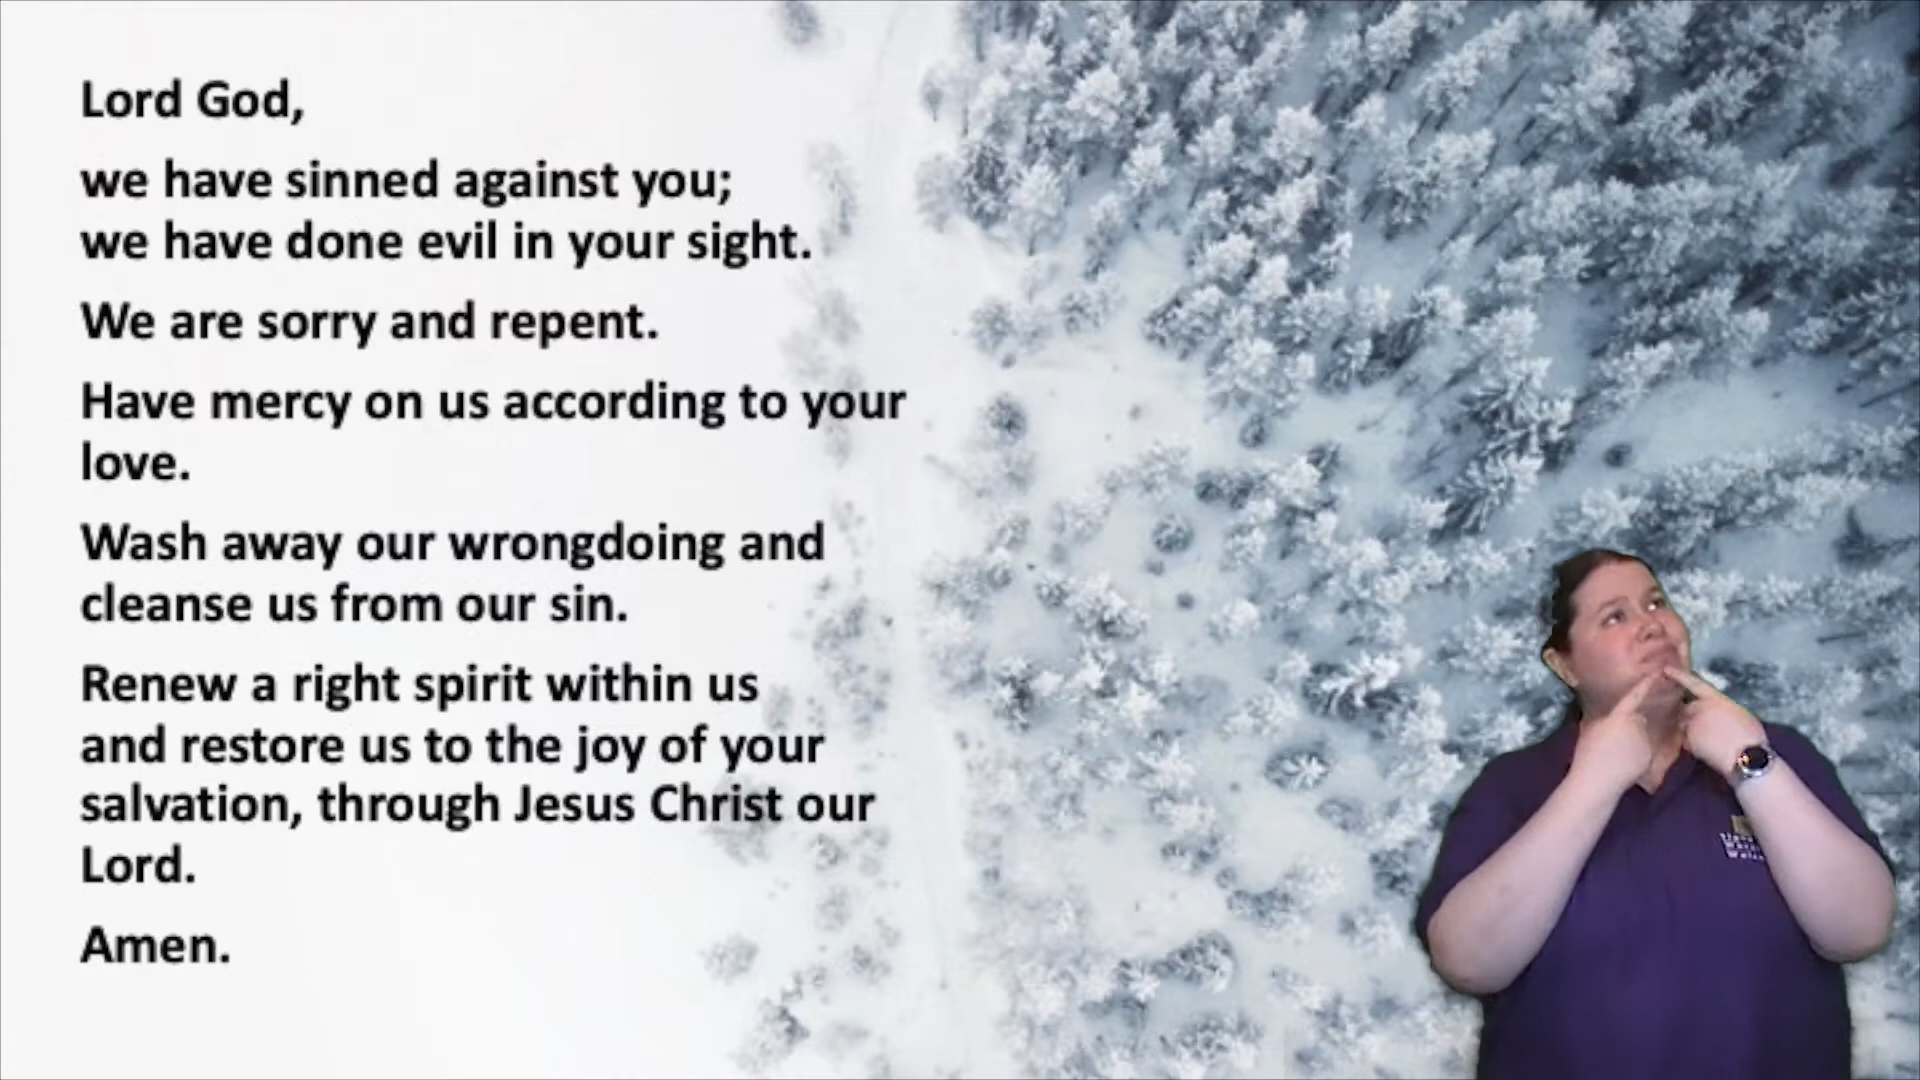 Lord God,
we have sinned against you;
we have done evil in your sight.
We are sorry and repent.
Have mercy on us according to your
love.
Wash away our wrongdoing and
cleanse us from our sin.
Renew a right spirit within us
and restore us to the joy of your
salvation, through Jesus Christ our
Lord.
Amen.